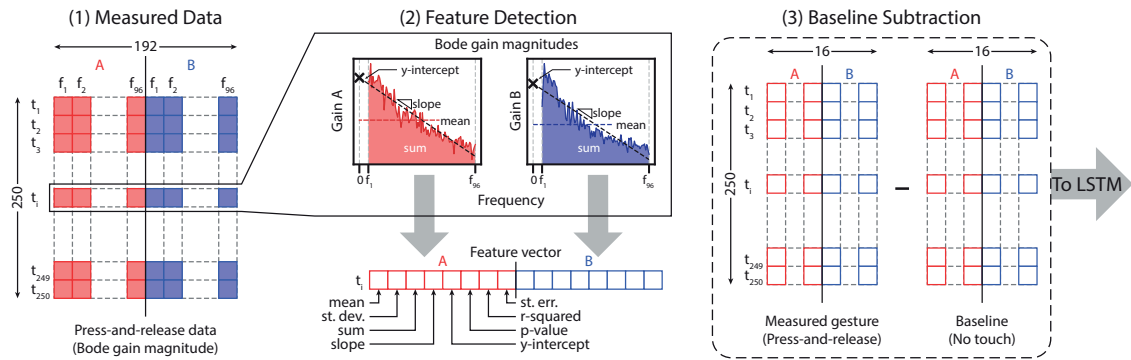 (1) Measured Data
192
A B
f1 f2 f96 f1 f2 f96
t1
t2
t3
250
ti
t249
t250
Press-and-release data
(Bode gain magnitude)
(2) Feature Detection
Bode gain magnitudes
Gain A
y-intercept
slope
mean
sum
0 f1 f96
Gain B
y-intercept
slope
mean
sum
0 f1 f96
Frequency
Feature vector
A B
ti
mean
st. dev.
sum
slope
st. err.
r-squared
p-value
y-intercept
(3) Baseline Subtraction
16 16
A B A B
t1
t2
t3
250
ti
t249
t250
Measured gesture
(Press-and-release)
Baseline
(No touch)
To LSTM